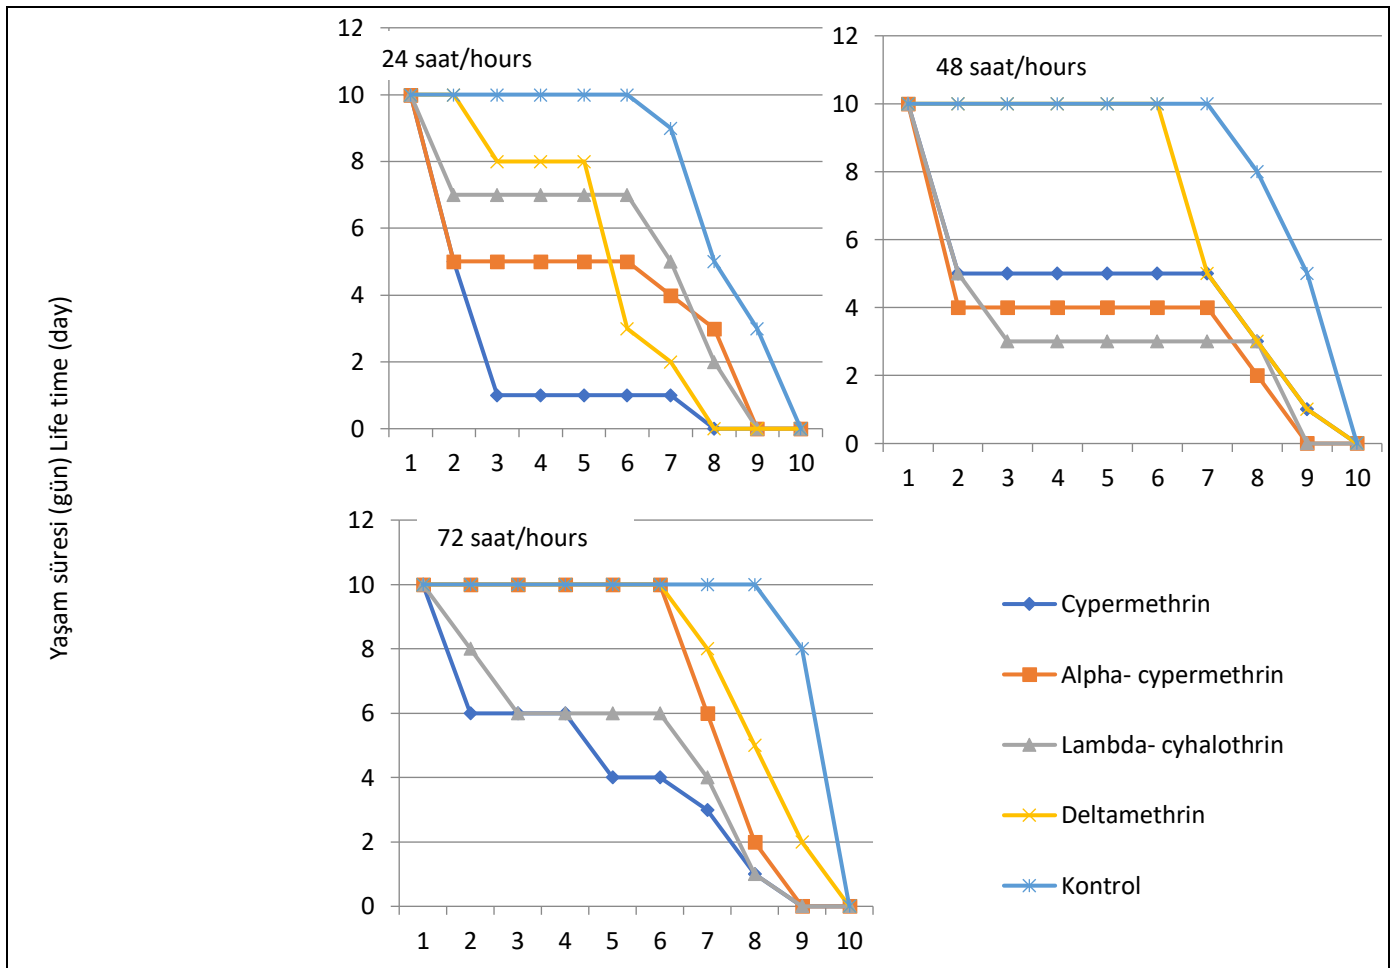 Yaşam süresi (gün) Life time (day)
24 saat/hours
12
10
8
6
4
2
0
1 2 3 4 5 6 7 8 9 10
48 saat/hours
12
10
8
6
4
2
0
1 2 3 4 5 6 7 8 9 10
72 saat/hours
12
10
8
6
4
2
0
1 2 3 4 5 6 7 8 9 10
Cypermethrin
Alpha- cypermethrin
Lambda- cyhalothrin
Deltamethrin
Kontrol